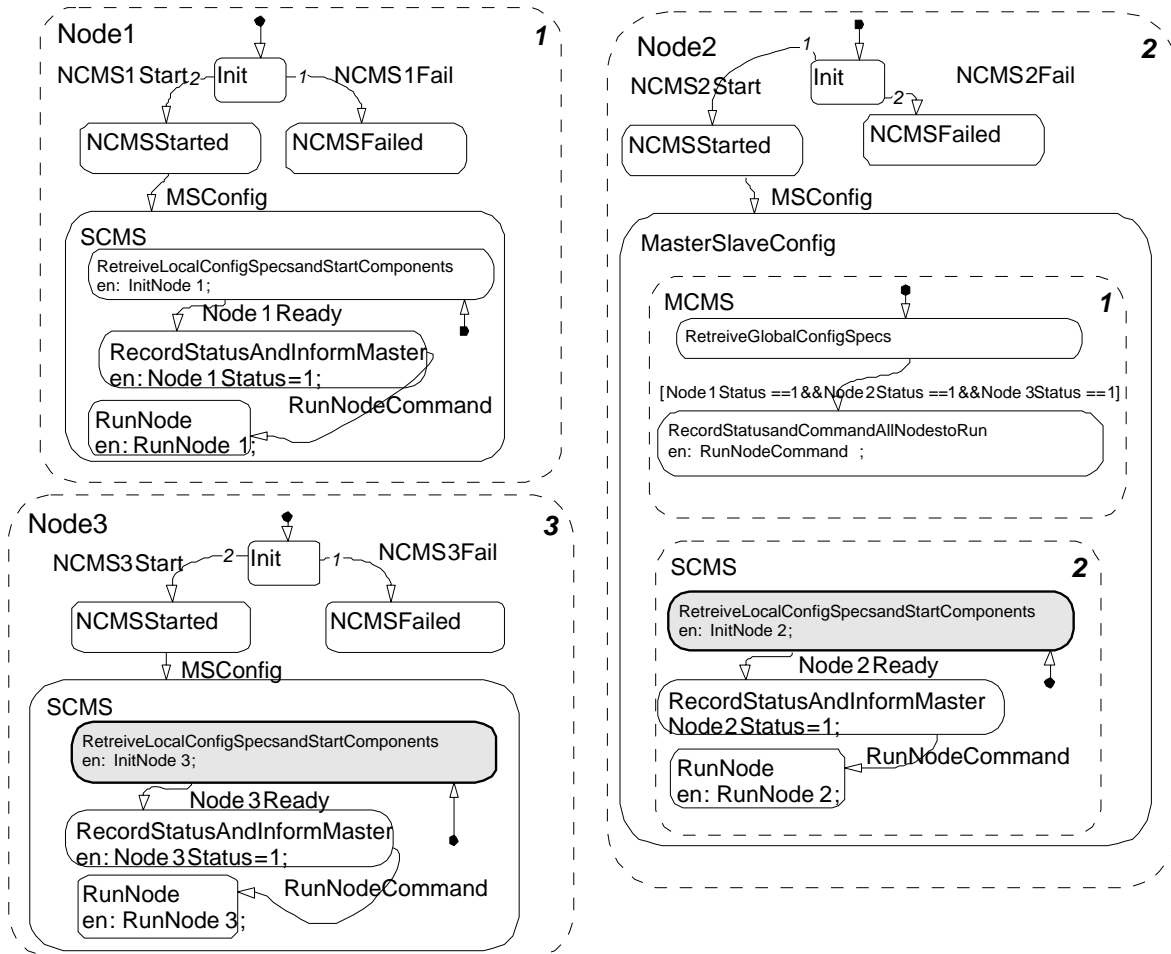 Node1
1
NCMS1Start
2
Init
1
NCMS1Fail
NCMSStarted
NCMSFailed
MSConfig
SCMS
RetreiveLocalConfigSpecsandStartComponents
en: InitNode 1;
Node 1 Ready
RecordStatusAndInformMaster
en: Node 1 Status=1;
RunNodeCommand
RunNode
en: RunNode 1;
Node2
2
1
Init
NCMS2Start
NCMS2Fail
2
NCMSStarted
NCMSFailed
MSConfig
MasterSlaveConfig
MCMS
1
RetreiveGlobalConfigSpecs
[Node 1 Status ==1&&Node 2 Status ==1&&Node 3 Status ==1]
RecordStatusandCommandAllNodestoRun
en: RunNodeCommand ;
SCMS
2
RetreiveLocalConfigSpecsandStartComponents
en: InitNode 2;
Node 2 Ready
RecordStatusAndInformMaster
Node2 Status=1;
RunNodeCommand
RunNode
en: RunNode 2;
Node3
3
NCMS3Start
2
Init
1
NCMS3Fail
NCMSStarted
NCMSFailed
MSConfig
SCMS
RetreiveLocalConfigSpecsandStartComponents
en: InitNode 3;
Node 3 Ready
RecordStatusAndInformMaster
en: Node 3 Status=1;
RunNodeCommand
RunNode
en: RunNode 3;